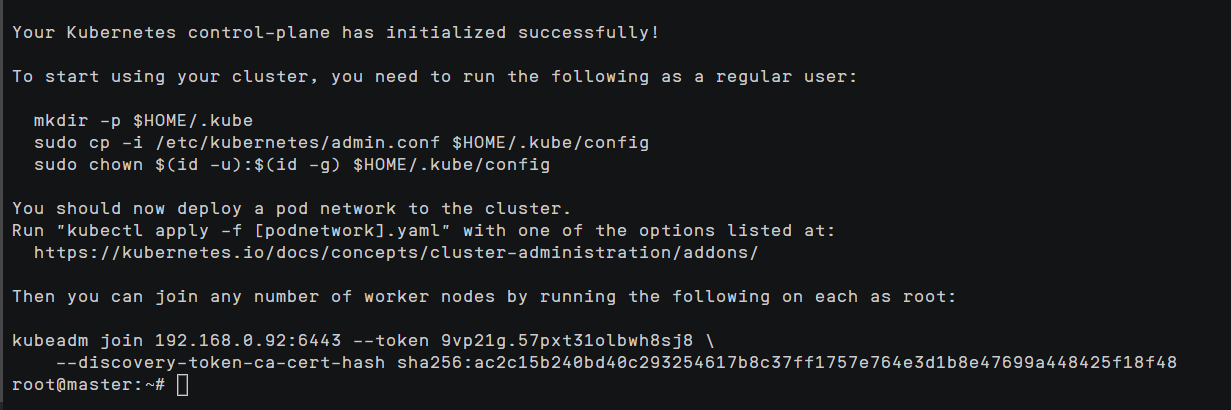 Your Kubernetes control-plane has initialized successfully!
To start using your cluster, you need to run the following as a regular user:
mkdir -p $HOME/.kube
sudo cp -i /etc/kubernetes/admin.conf $HOME/.kube/config
sudo chown $(id -u):$(id -g) $HOME/.kube/config
You should now deploy a pod network to the cluster.
Run "kubectl apply -f [podnetwork].yaml" with one of the options listed at:
https://kubernetes.io/docs/concepts/cluster-administration/addons/
Then you can join any number of worker nodes by running the following on each as root:
kubeadm join 192.168.0.92:6443 --token 9vp21g.57pxt31olbwh8sj8 \
--discovery-token-ca-cert-hash sha256:ac2c15b240bd40c293254617b8c37ff1757e764e3d1b8e47699a448425f18f48
root@master:~#